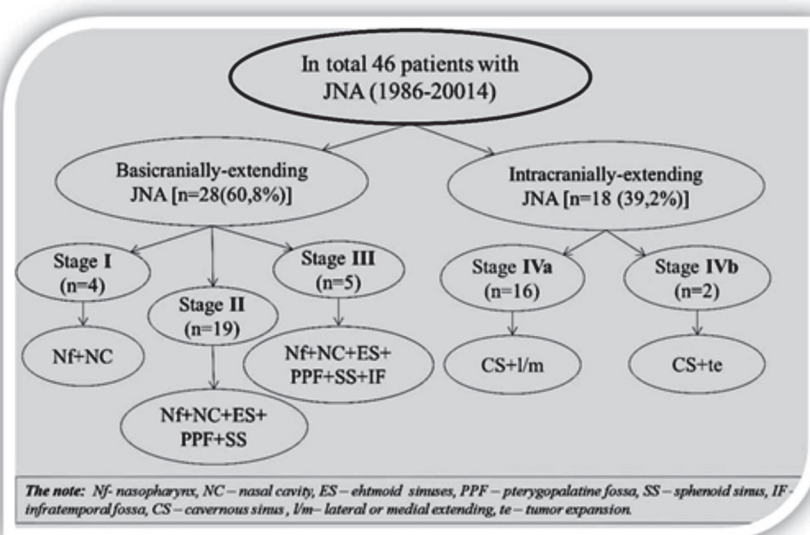 In total 46 patients with
JNA (1986-20014)
Basicranially-extending
JNA [n=28(60,8%)]
Intracranially-extending
JNA [n=18 (39,2%)]
Stage I
(n=4)
Stage II
(n=19)
Stage III
(n=5)
Stage IVa
(n=16)
Stage IVb
(n=2)
Nf+NC
Nf+NC+ES+
PPF+SS
Nf+NC+ES+
PPF+SS+IF
CS+l/m
CS+te
The note: Nf- nasopharynx, NC – nasal cavity, ES – ehtmoid sinuses, PPF – pterygopalatine fossa, SS – sphenoid sinus, IF -
infratemporal fossa, CS – cavernous sinus , l/m– lateral or medial extending, te – tumor expansion.